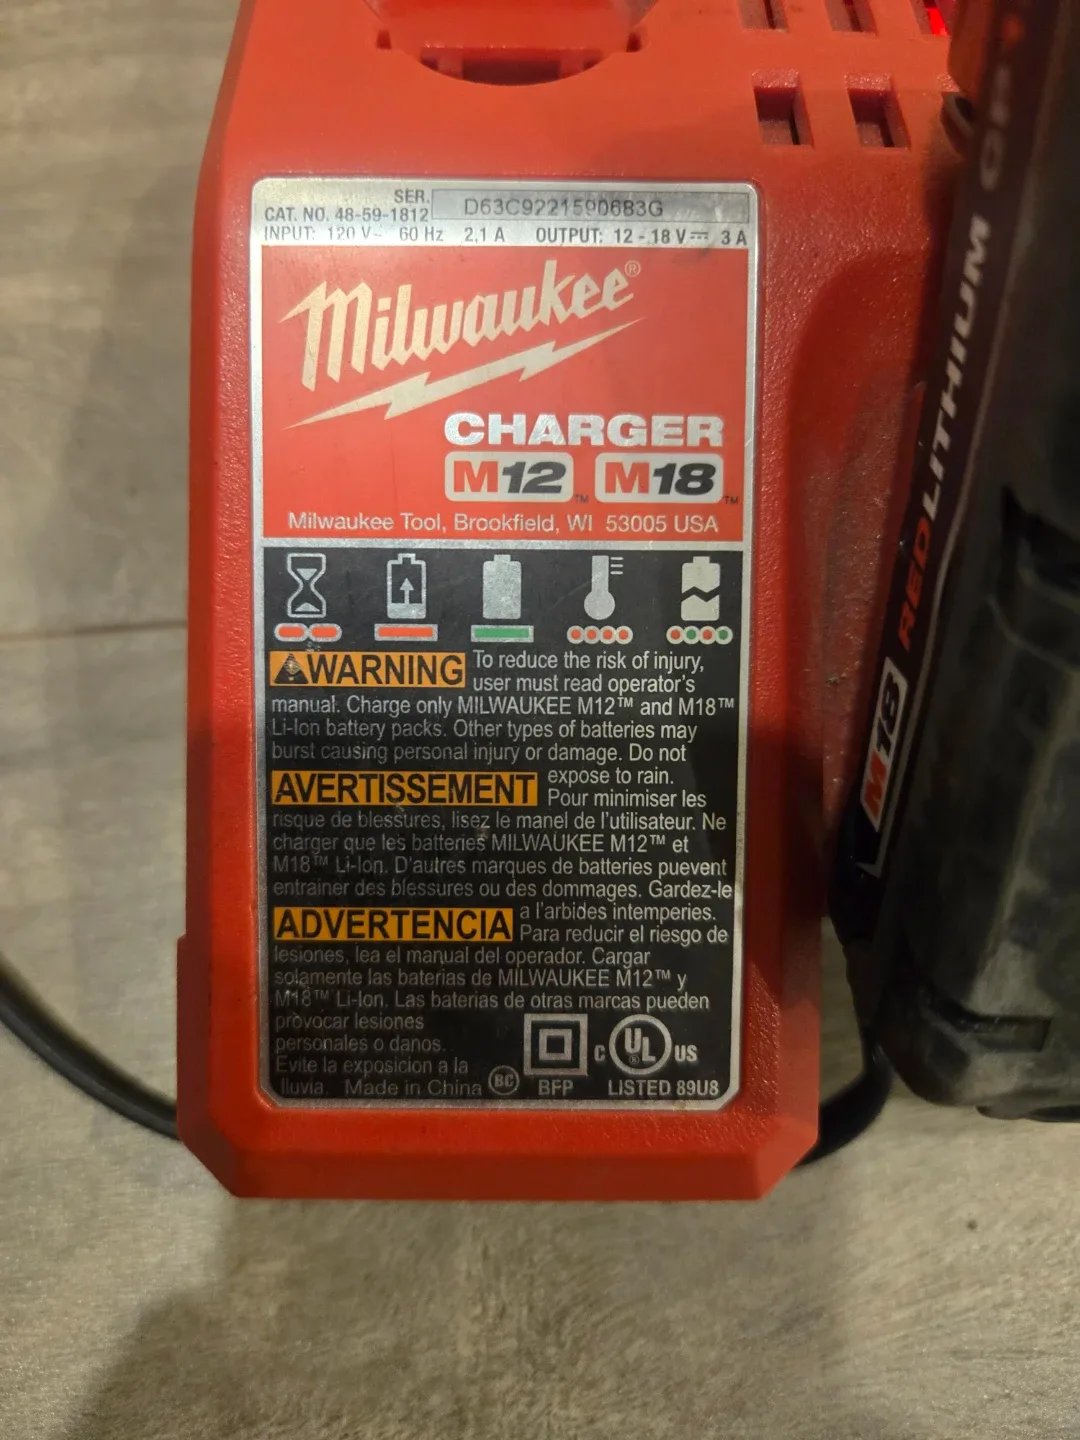 SER. D63C9221590683G
CAT. NO. 48-59-1812
INPUT: 120 V~ 60 Hz 2,1 A OUTPUT: 12 - 18 V⎓ 3 A
Milwaukee®
CHARGER
M12™ M18™
Milwaukee Tool, Brookfield, WI 53005 USA
WARNING To reduce the risk of injury,
user must read operator's
manual. Charge only MILWAUKEE M12™ and M18™
Li-Ion battery packs. Other types of batteries may
burst causing personal injury or damage. Do not
expose to rain.
AVERTISSEMENT Pour minimiser les
risque de blessures, lisez le manel de l'utilisateur. Ne
charger que les batteries MILWAUKEE M12™ et
M18™ Li-Ion. D'autres marques de batteries puevent
entrainer des blessures ou des dommages. Gardez-le
a l'arbides intemperies.
ADVERTENCIA Para reducir el riesgo de
lesiones, lea el manual del operador. Cargar
solamente las baterias de MILWAUKEE M12™ y
M18™ Li-Ion. Las baterias de otras marcas pueden
provocar lesiones
personales o danos.
Evite la exposicion a la
lluvia. Made in China BC BFP
C UL® US
LISTED 89U8
M18 REDLITHIUM